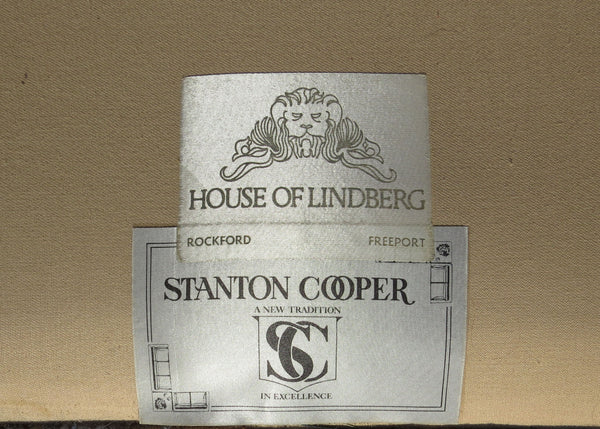 HOUSE OF LINDBERG
ROCKFORD FREEPORT
STANTON COOPER
A NEW TRADITION
SC
IN EXCELLENCE